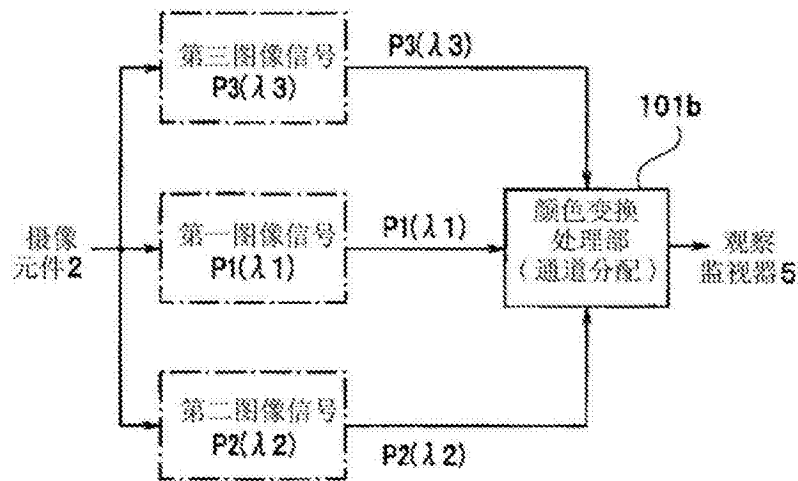 第三图像信号
P3(λ3)
P3(λ3)
101b
摄像
元件2
第一图像信号
P1(λ1)
P1(λ1)
颜色变换
处理部
(通道分配)
观察
监视器5
第二图像信号
P2(λ2)
P2(λ2)